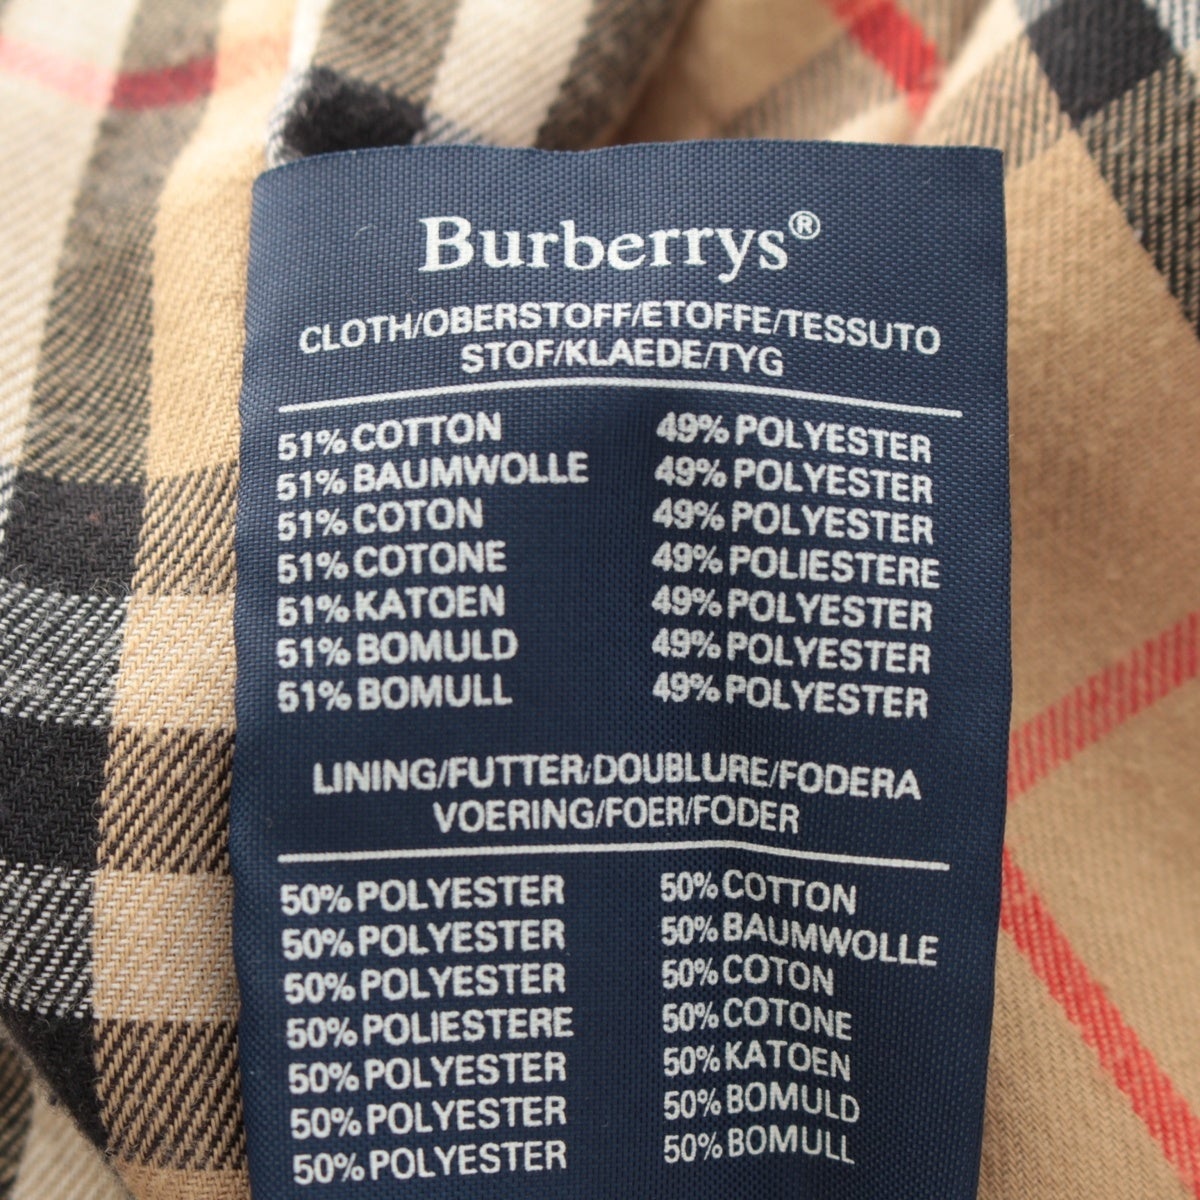 Burberrys®
CLOTH/OBERSTOFF/ETOFFE/TESSUTO
STOF/KLAEDE/TYG
51% COTTON 49% POLYESTER
51% BAUMWOLLE 49% POLYESTER
51% COTON 49% POLYESTER
51% COTONE 49% POLIESTERE
51% KATOEN 49% POLYESTER
51% BOMULD 49% POLYESTER
51% BOMULL 49% POLYESTER
LINING/FUTTER/DOUBLURE/FODERA
VOERING/FOER/FODER
50% POLYESTER 50% COTTON
50% POLYESTER 50% BAUMWOLLE
50% POLYESTER 50% COTON
50% POLIESTERE 50% COTONE
50% POLYESTER 50% KATOEN
50% POLYESTER 50% BOMULD
50% POLYESTER 50% BOMULL